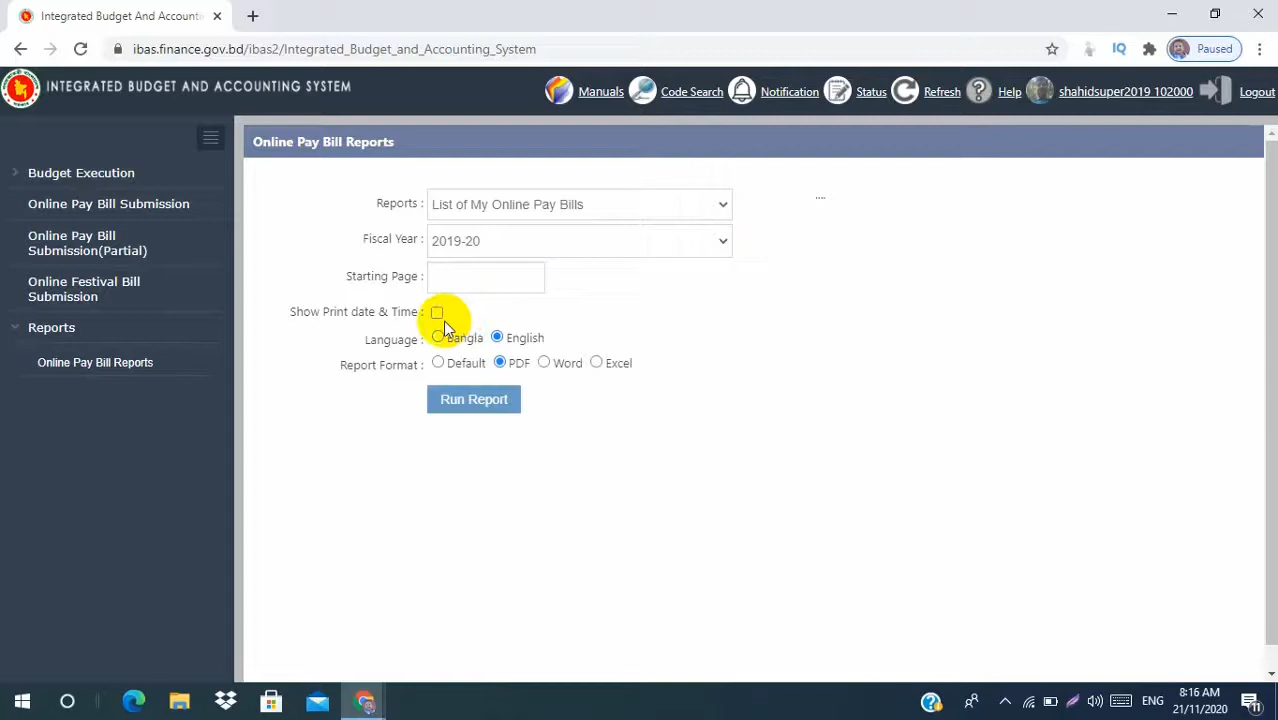 Integrated Budget And Account
ibas.finance.gov.bd/ibas2/Integrated_Budget_and_Accounting_System
Paused
INTEGRATED BUDGET AND ACCOUNTING SYSTEM
Manuals
Code Search
Notification
Status
Refresh
Help
shahidsuper2019 102000
Logout
Budget Execution
Online Pay Bill Submission
Online Pay Bill
Submission(Partial)
Online Festival Bill
Submission
Reports
Online Pay Bill Reports
Online Pay Bill Reports
Reports : List of My Online Pay Bills
....
Fiscal Year : 2019-20
Starting Page :
Show Print date & Time :
Language : Bangla English
Report Format : Default PDF Word Excel
Run Report
ENG
8:16 AM
21/11/2020
11